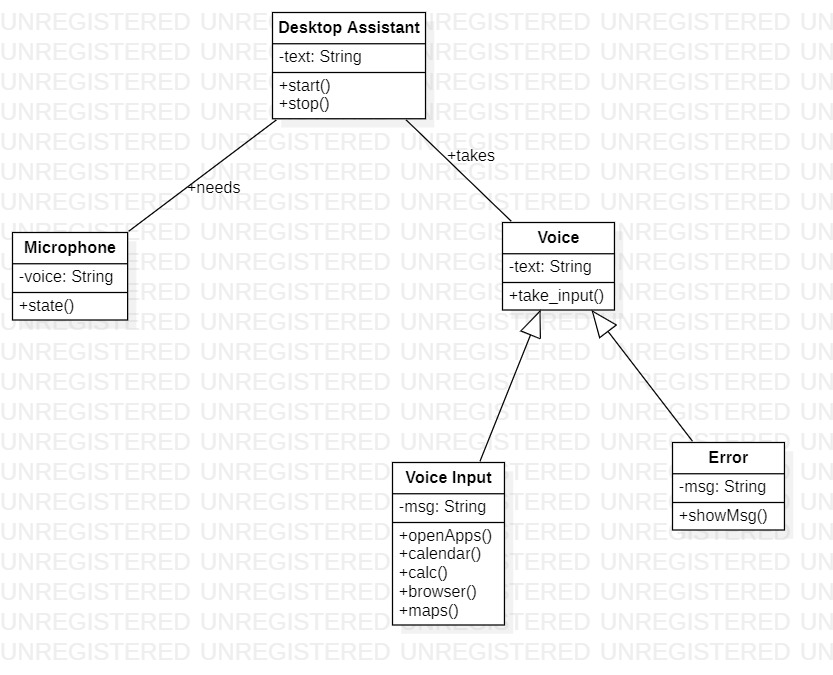 Desktop Assistant
-text: String
+start()
+stop()
+takes
+needs
Microphone
-voice: String
+state()
Voice
-text: String
+take_input()
Voice Input
-msg: String
+openApps()
+calendar()
+calc()
+browser()
+maps()
Error
-msg: String
+showMsg()
UNREGISTERED